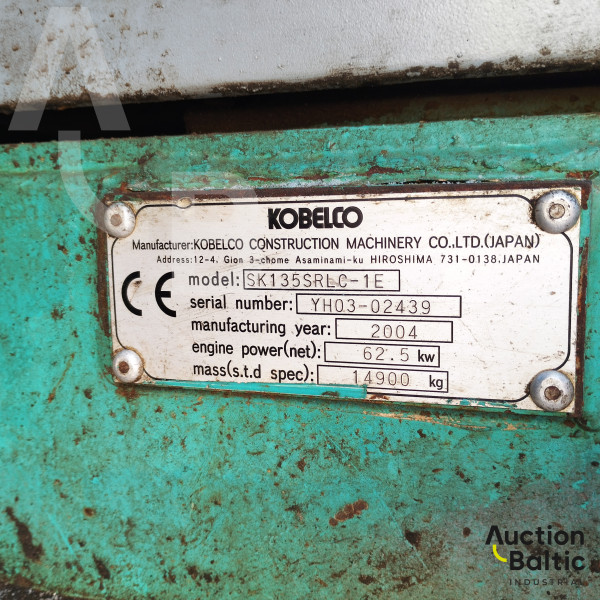 KOBELCO
Manufacturer:KOBELCO CONSTRUCTION MACHINERY CO.,LTD.(JAPAN)
Address:12-4. Gion 3-chome Asaminami-ku HIROSHIMA 731-0138.JAPAN
CE
model: SK135SRLC-1E
serial number: YH03-02439
manufacturing year: 2004
engine power(net): 62.5 kw
mass(s.t.d spec): 14900 kg
Auction
Baltic
INDUSTRIAL